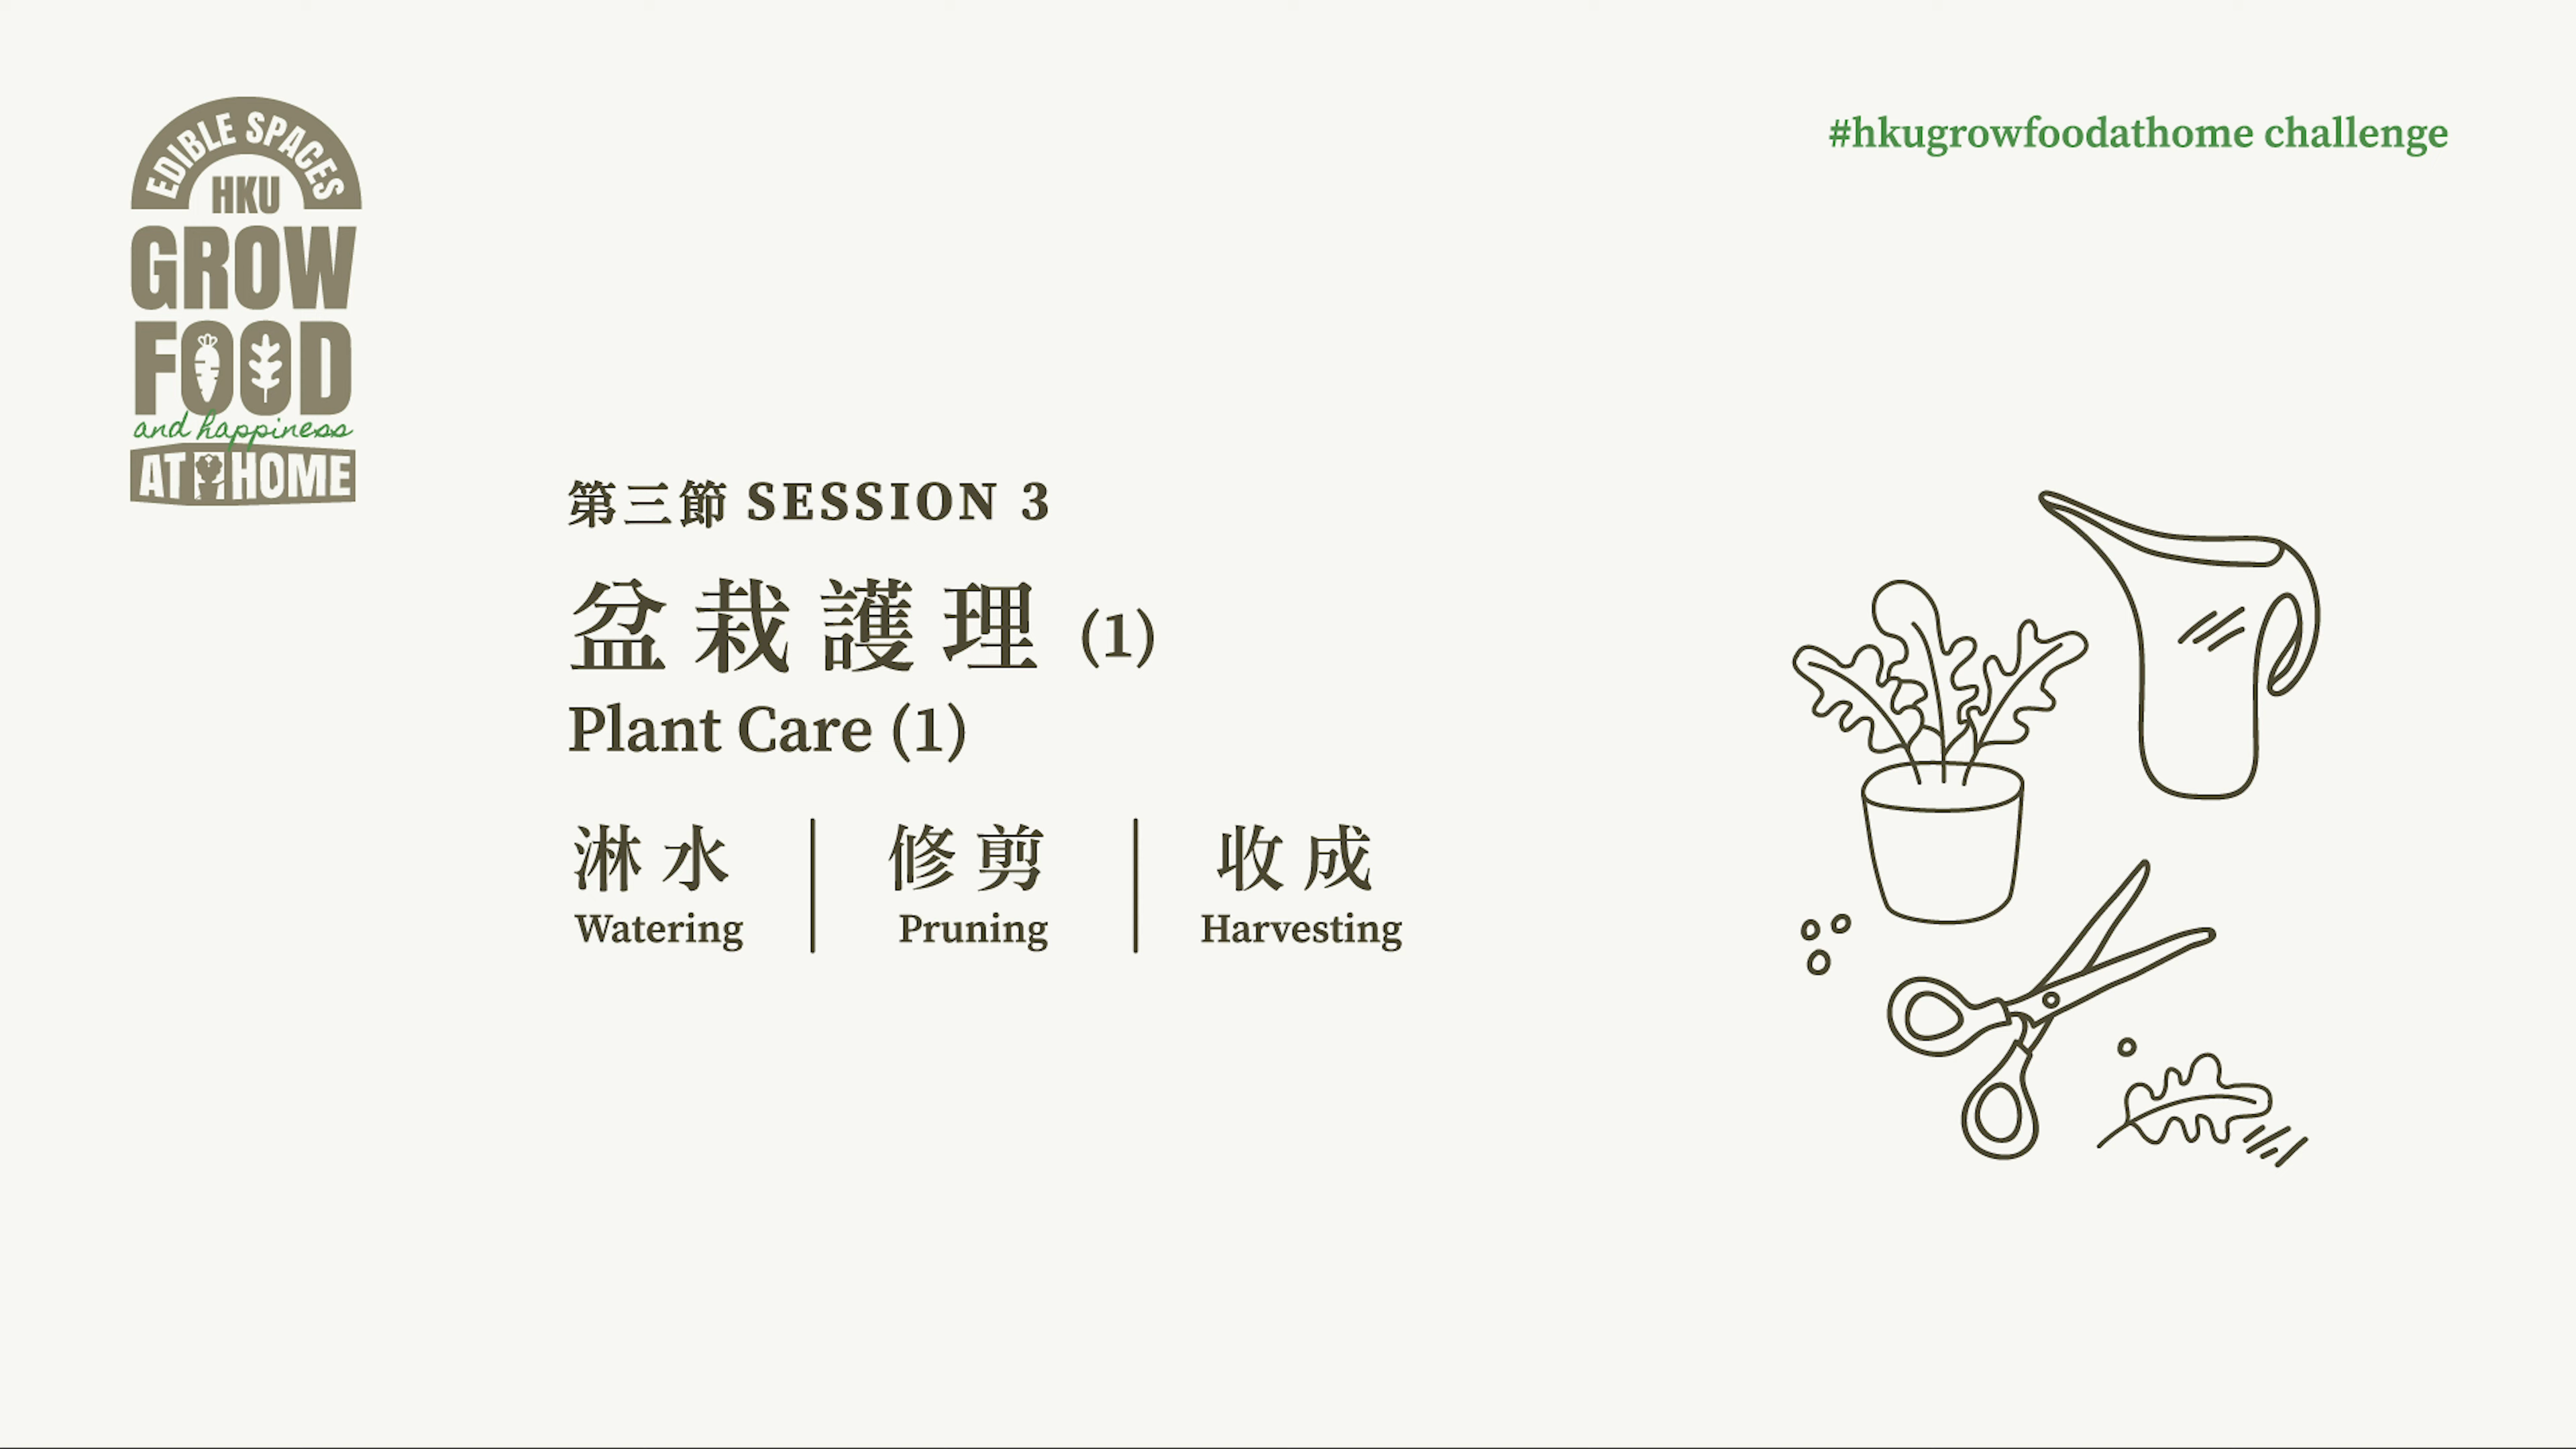 EDIBLE SPACES
HKU
GROW
FOOD
and happiness
AT HOME
#hkugrowfoodathome challenge
第三節 SESSION 3
盆栽護理 (1)
Plant Care (1)
淋水 修剪 收成
Watering Pruning Harvesting